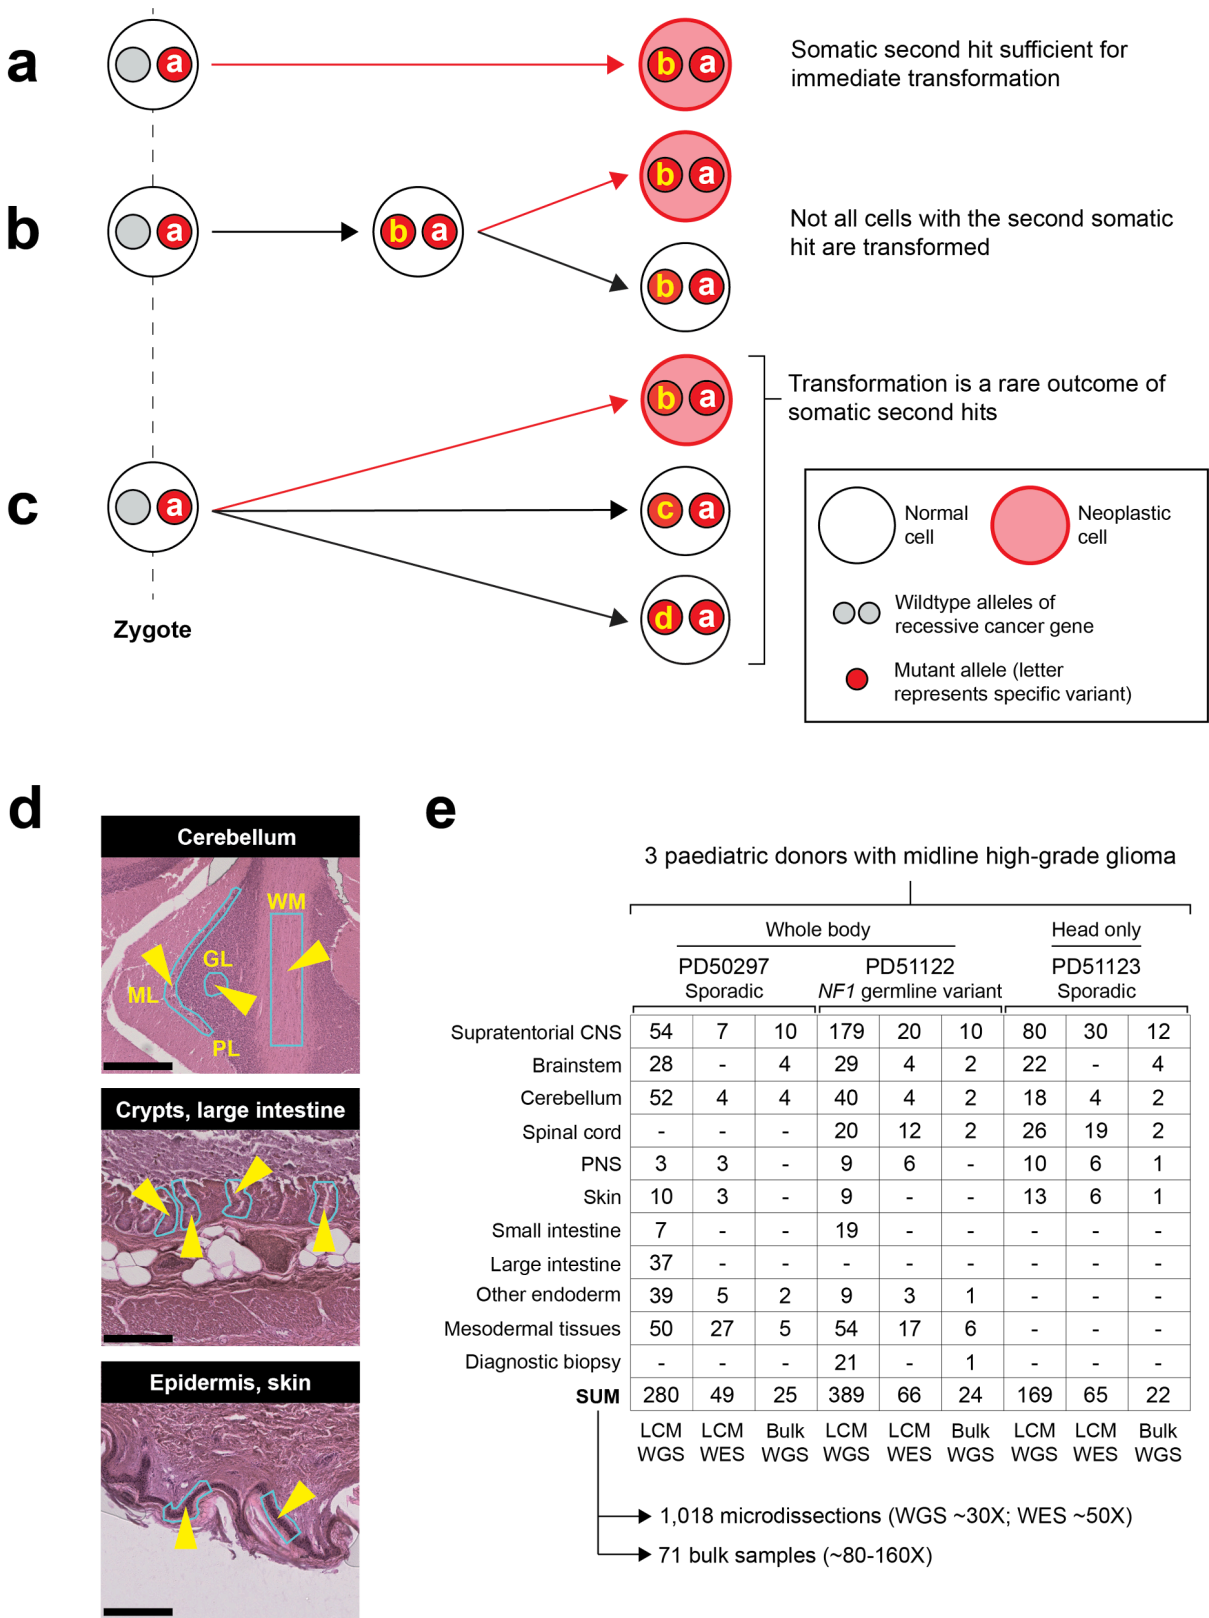 a
a
b a
Somatic second hit sufficient for
immediate transformation
b
a
b a
b a
b a
Not all cells with the second somatic
hit are transformed
c
a
b a
c a
d a
Transformation is a rare outcome of
somatic second hits
Zygote
Normal
cell
Neoplastic
cell
Wildtype alleles of
recessive cancer gene
Mutant allele (letter
represents specific variant)
d
Cerebellum
WM
GL
ML
PL
Crypts, large intestine
Epidermis, skin
e
3 paediatric donors with midline high-grade glioma
Whole body Head only
PD50297 PD51122 PD51123
Sporadic NF1 germline variant Sporadic
Supratentorial CNS 54 7 10 179 20 10 80 30 12
Brainstem 28 - 4 29 4 2 22 - 4
Cerebellum 52 4 4 40 4 2 18 4 2
Spinal cord - - - 20 12 2 26 19 2
PNS 3 3 - 9 6 - 10 6 1
Skin 10 3 - 9 - - 13 6 1
Small intestine 7 - - 19 - - - - -
Large intestine 37 - - - - - - - -
Other endoderm 39 5 2 9 3 1 - - -
Mesodermal tissues 50 27 5 54 17 6 - - -
Diagnostic biopsy - - - 21 - 1 - - -
SUM 280 49 25 389 66 24 169 65 22
LCM LCM Bulk LCM LCM Bulk LCM LCM Bulk
WGS WES WGS WGS WES WGS WGS WES WGS
1,018 microdissections (WGS ~30X; WES ~50X)
71 bulk samples (~80-160X)